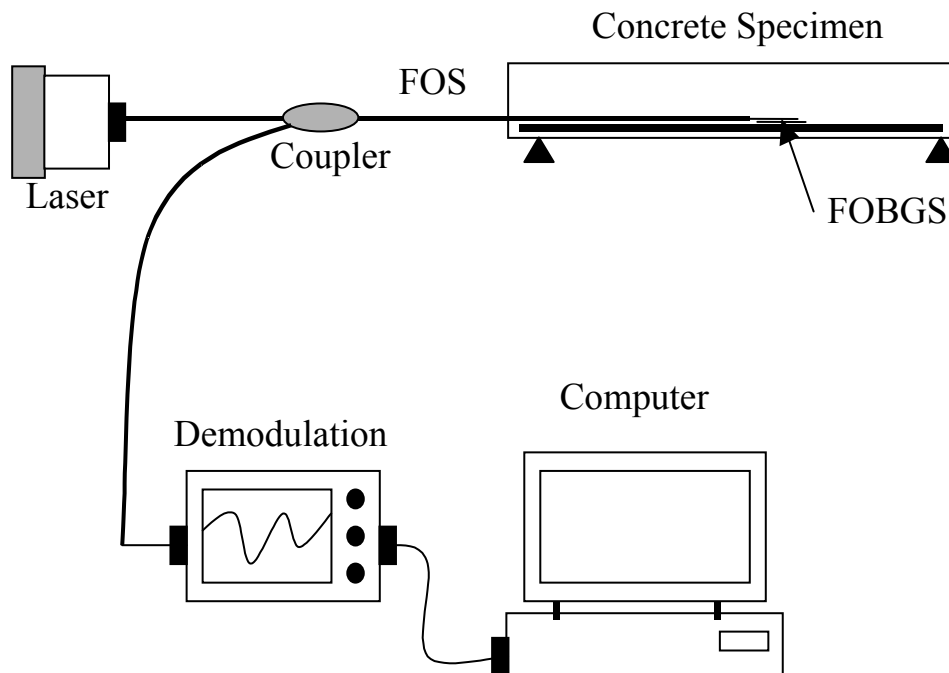 Concrete Specimen
FOS
Coupler
Laser
FOBGS
Computer
Demodulation